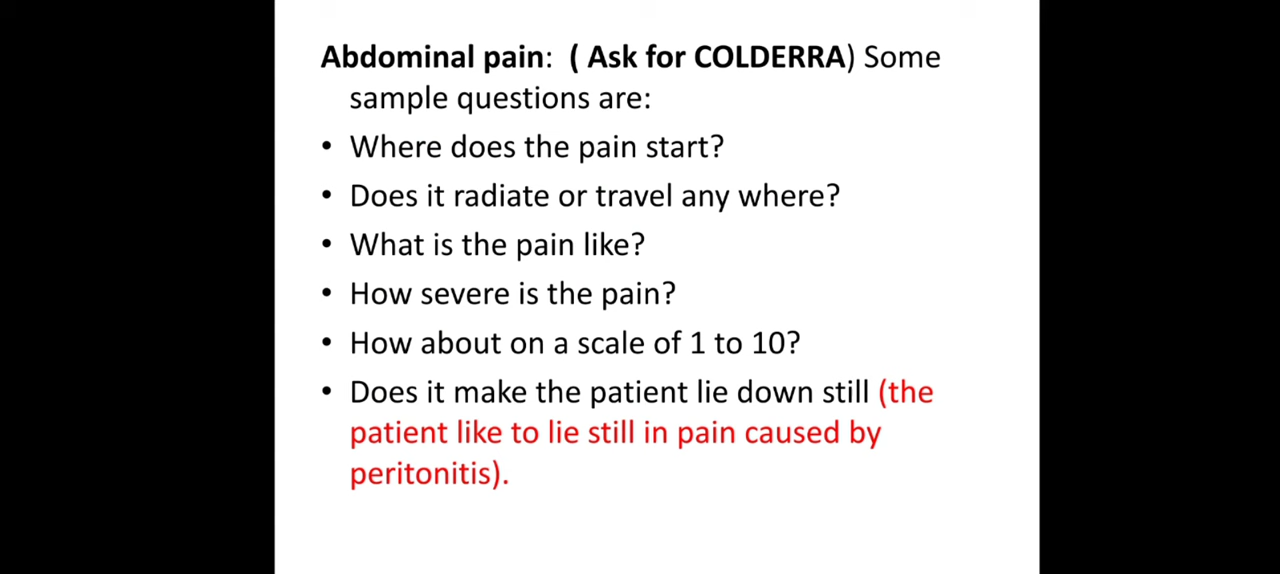 Abdominal pain: ( Ask for COLDERRA) Some
sample questions are:
• Where does the pain start?
• Does it radiate or travel any where?
• What is the pain like?
• How severe is the pain?
• How about on a scale of 1 to 10?
• Does it make the patient lie down still (the
patient like to lie still in pain caused by
peritonitis).